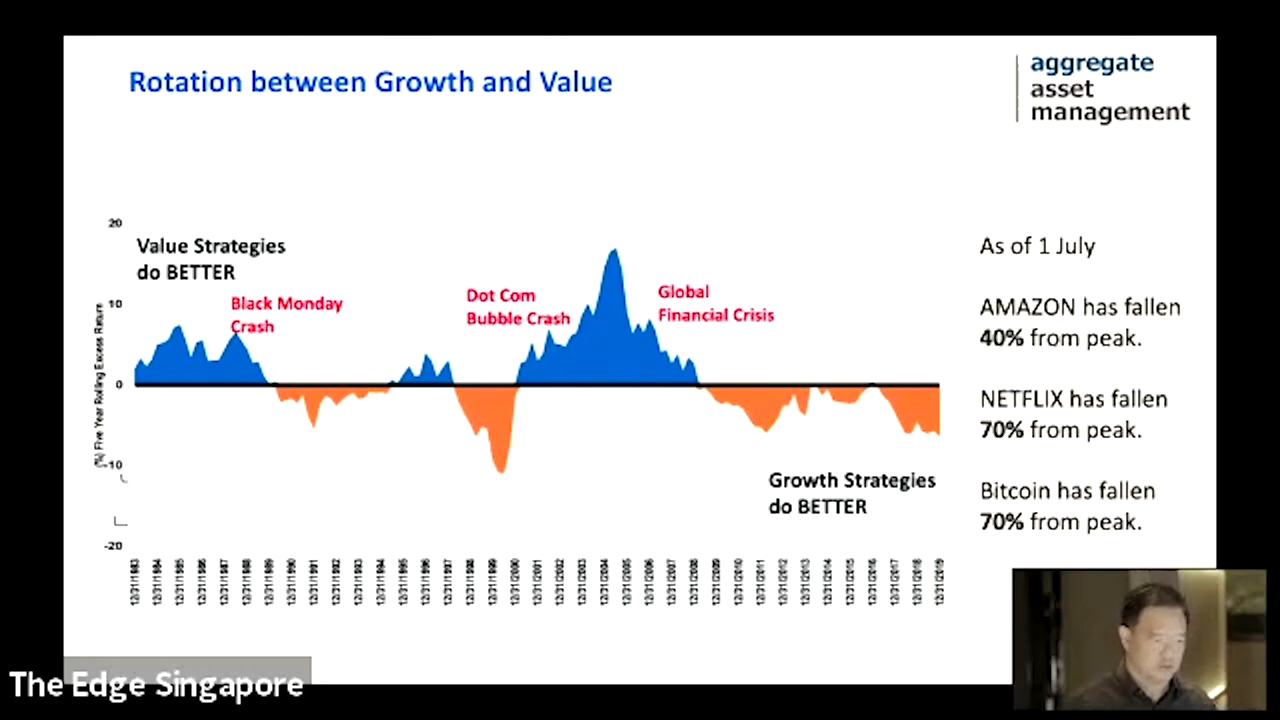 Rotation between Growth and Value
aggregate
asset
management
20
Value Strategies
do BETTER
Black Monday
Crash
Dot Com
Bubble Crash
Global
Financial Crisis
10
(%) Five Year Rolling Excess Return
0
-10
Growth Strategies
do BETTER
-20
12/31/1983
12/31/1984
12/31/1985
12/31/1986
12/31/1987
12/31/1988
12/31/1989
12/31/1990
12/31/1991
12/31/1992
12/31/1993
12/31/1994
12/31/1995
12/31/1996
12/31/1997
12/31/1998
12/31/1999
12/31/2000
12/31/2001
12/31/2002
12/31/2003
12/31/2004
12/31/2005
12/31/2006
12/31/2007
12/31/2008
12/31/2009
12/31/2010
12/31/2011
12/31/2012
12/31/2013
12/31/2014
12/31/2015
12/31/2016
12/31/2017
12/31/2018
12/31/2019
As of 1 July
AMAZON has fallen
40% from peak.
NETFLIX has fallen
70% from peak.
Bitcoin has fallen
70% from peak.
The Edge Singapore